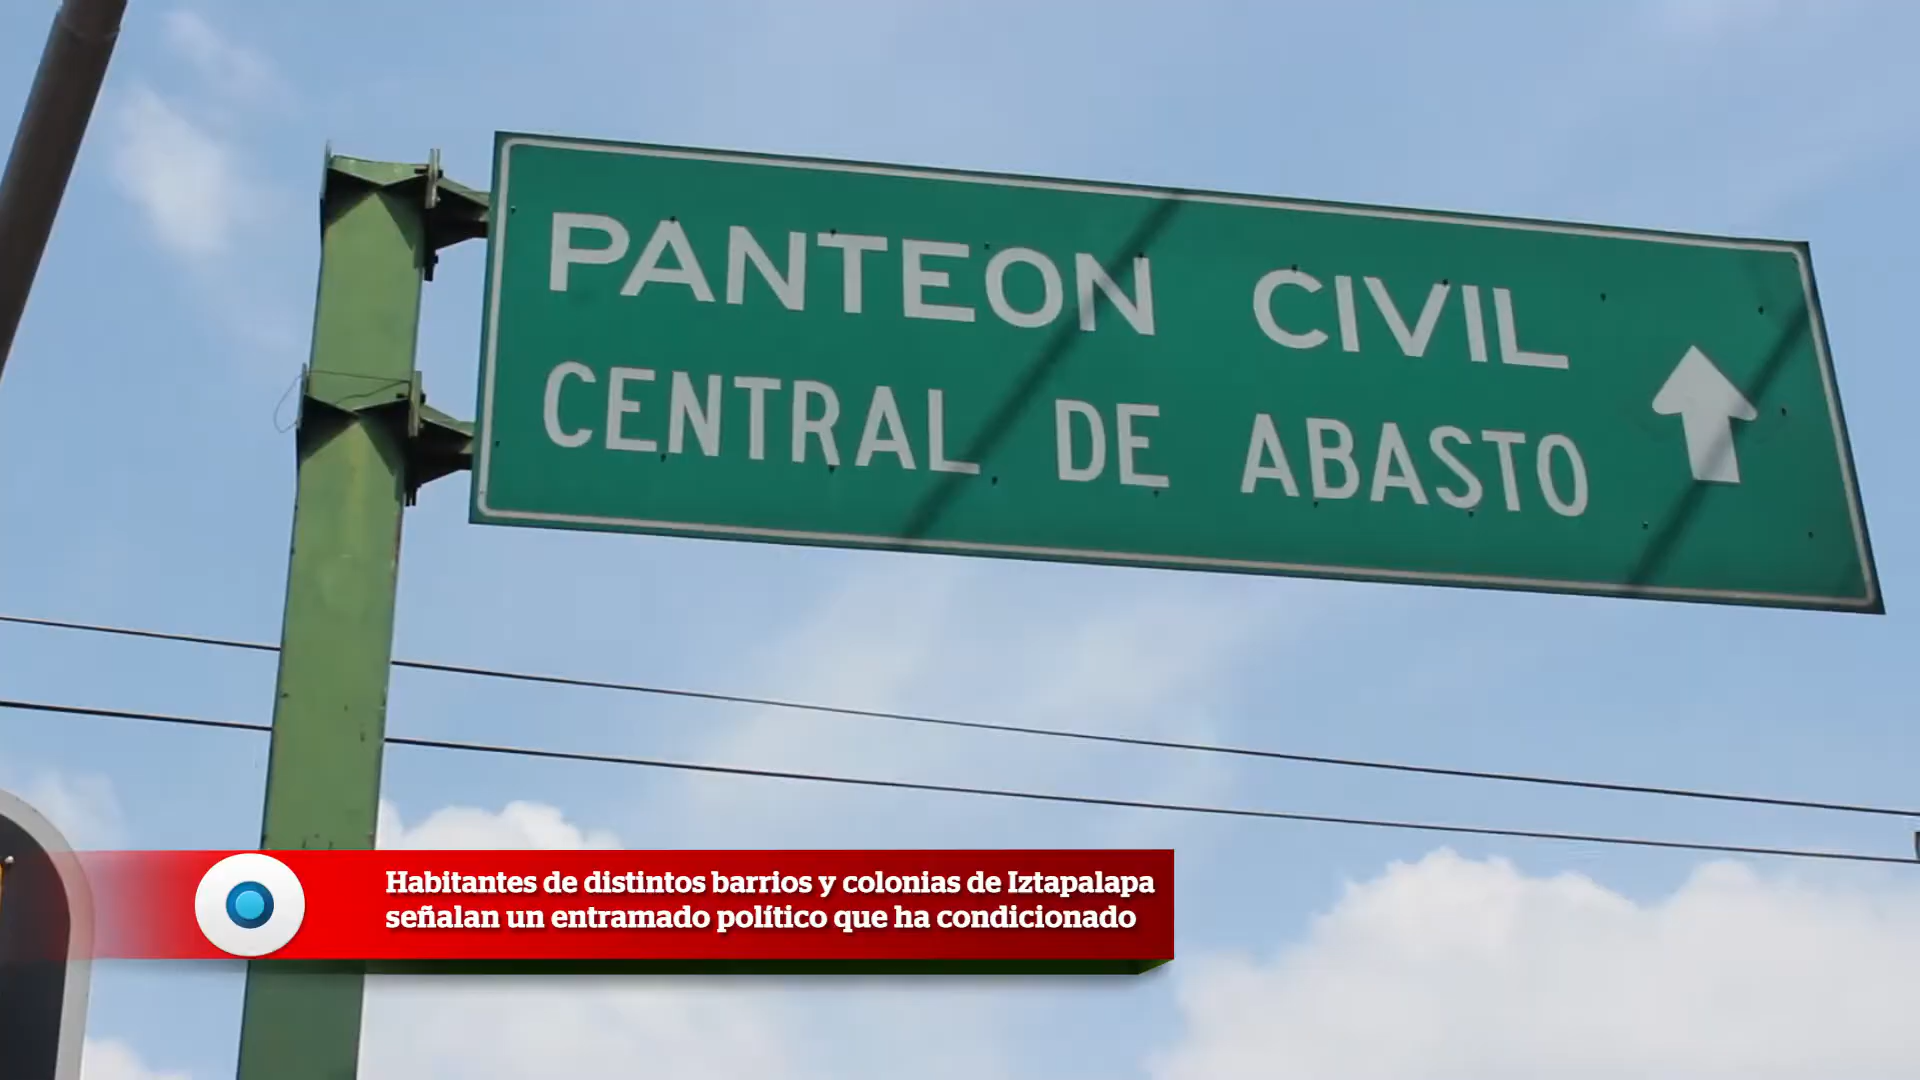 PANTEON CIVIL
CENTRAL DE ABASTO
Habitantes de distintos barrios y colonias de Iztapalapa
señalan un entramado político que ha condicionado